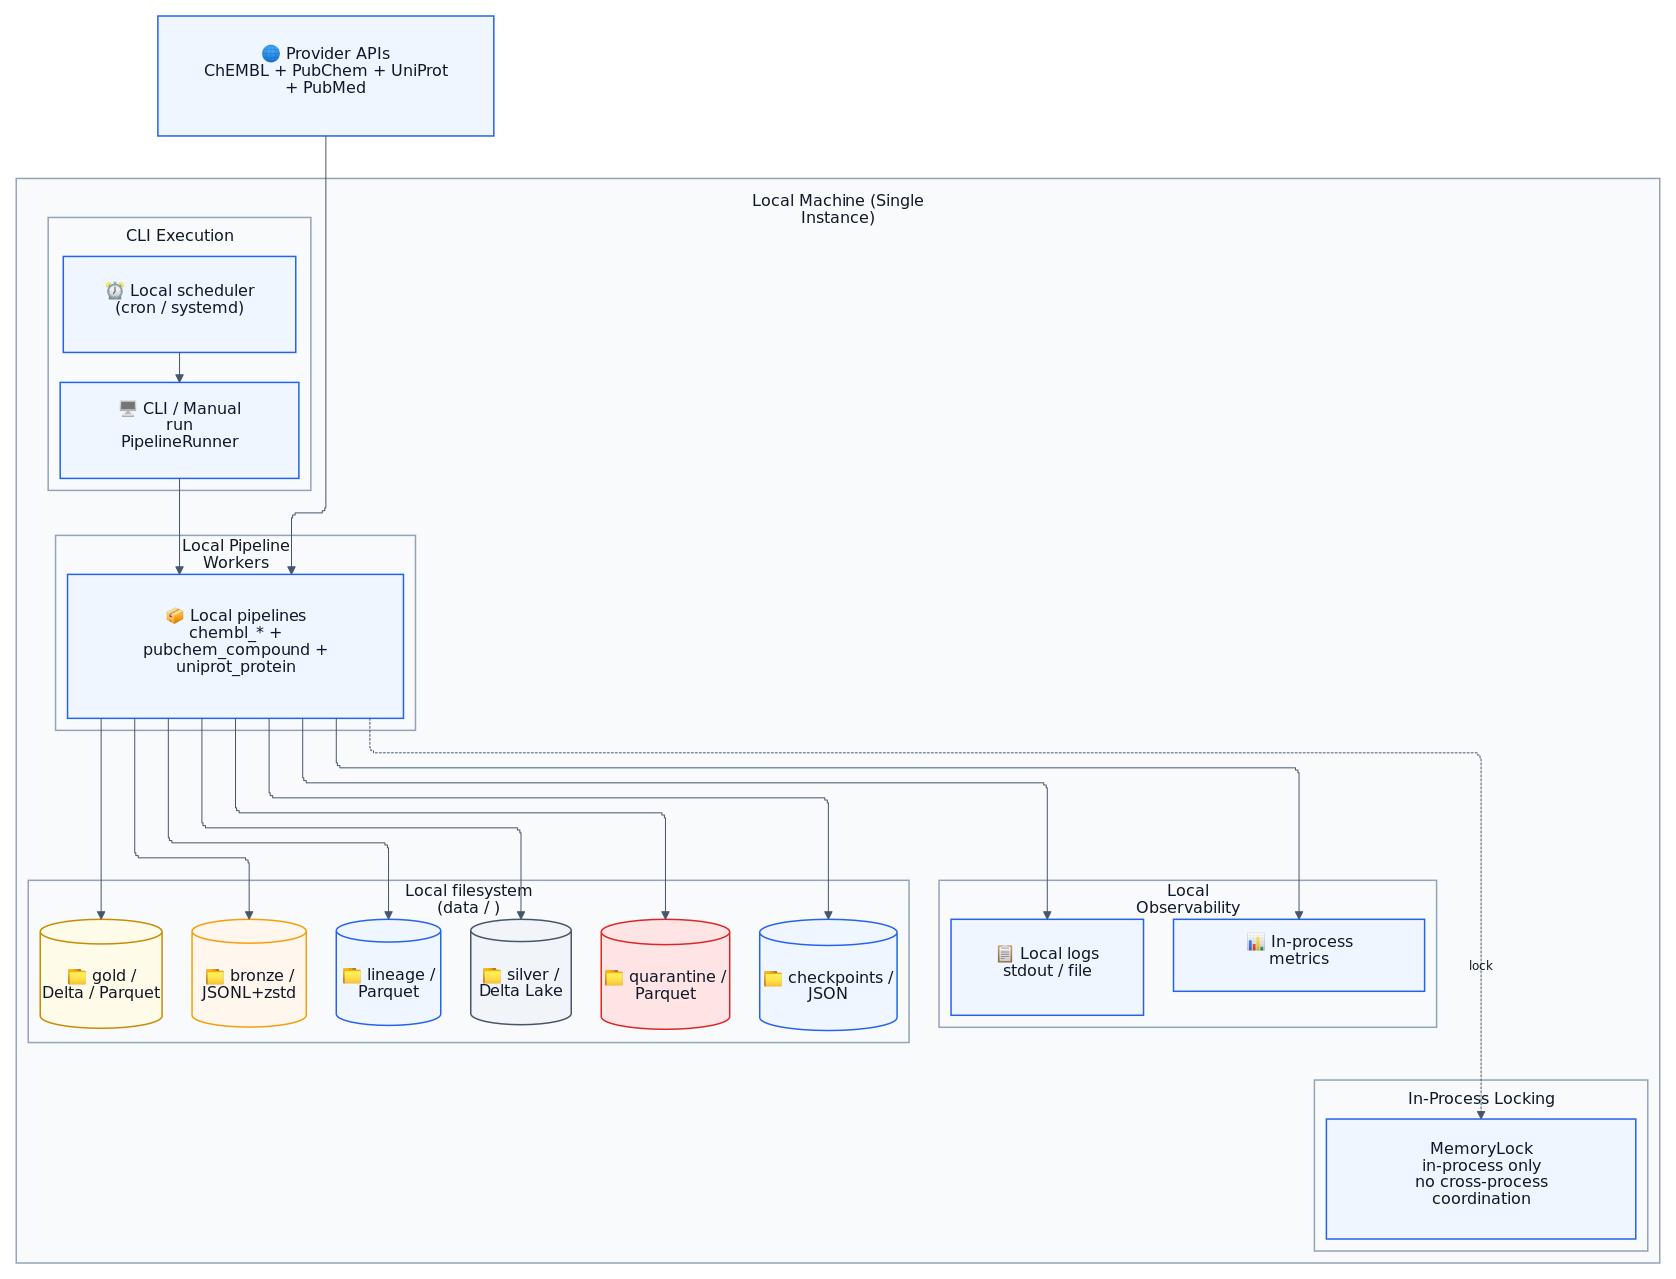 🌐 Provider APIs
ChEMBL + PubChem + UniProt
+ PubMed
Local Machine (Single
Instance)
CLI Execution
⏰ Local scheduler
(cron / systemd)
🖥️ CLI / Manual
run
PipelineRunner
Local Pipeline
Workers
📦 Local pipelines
chembl_* +
pubchem_compound +
uniprot_protein
Local filesystem
(data / )
📁 gold /
Delta / Parquet
📁 bronze /
JSONL+zstd
📁 lineage /
Parquet
📁 silver /
Delta Lake
📁 quarantine /
Parquet
📁 checkpoints /
JSON
Local
Observability
📋 Local logs
stdout / file
📊 In-process
metrics
lock
In-Process Locking
MemoryLock
in-process only
no cross-process
coordination